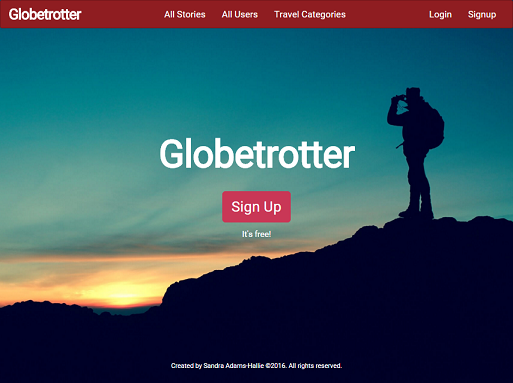 Globetrotter All Stories All Users Travel Categories Login Signup
Globetrotter
Sign Up
It's free!
Created by Sandra Adams-Hallie ©2016. All rights reserved.